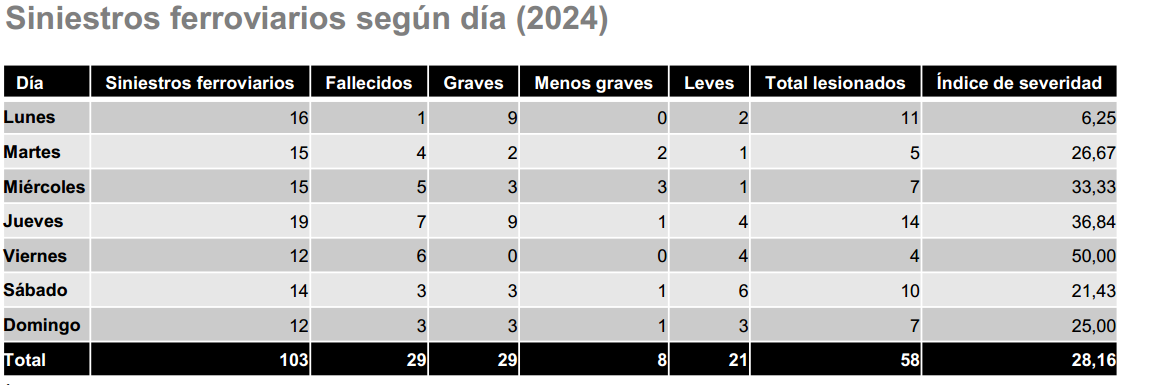 Siniestros ferroviarios según día (2024)
Día Siniestros ferroviarios Fallecidos Graves Menos graves Leves Total lesionados Índice de severidad
Lunes 16 1 9 0 2 11 6,25
Martes 15 4 2 2 1 5 26,67
Miércoles 15 5 3 3 1 7 33,33
Jueves 19 7 9 1 4 14 36,84
Viernes 12 6 0 0 4 4 50,00
Sábado 14 3 3 1 6 10 21,43
Domingo 12 3 3 1 3 7 25,00
Total 103 29 29 8 21 58 28,16